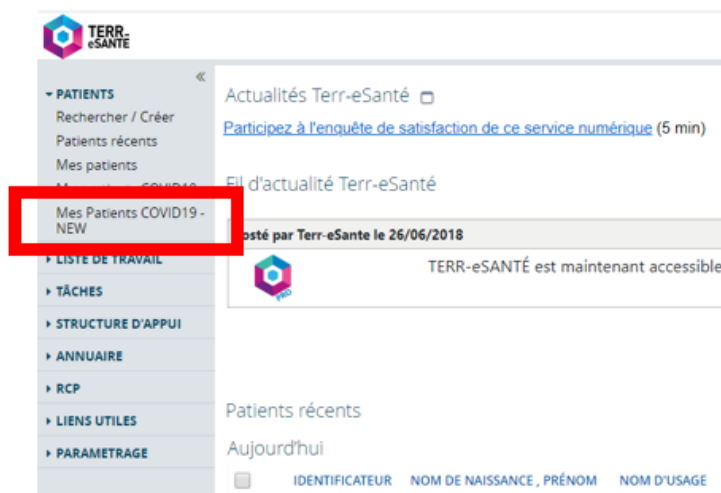 TERR-
eSANTE
«
PATIENTS
Rechercher / Créer
Patients récents
Mes patients
Mes Patients COVID19 -
NEW
LISTE DE TRAVAIL
TÂCHES
STRUCTURE D'APPUI
ANNUAIRE
RCP
LIENS UTILES
PARAMETRAGE
Actualités Terr-eSanté
Participez à l'enquête de satisfaction de ce service numérique (5 min)
Fil d'actualité Terr-eSanté
Posté par Terr-eSante le 26/06/2018
PRO
TERR-eSANTÉ est maintenant accessible
Patients récents
Aujourd'hui
IDENTIFICATEUR NOM DE NAISSANCE , PRÉNOM NOM D'USAGE